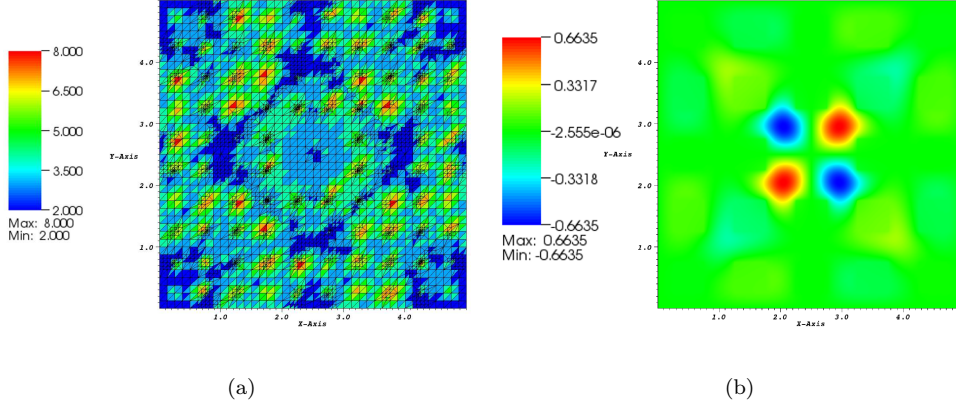 8.000
6.500
5.000
3.500
2.000
Max: 8.000
Min: 2.000
4.0
3.0
Y-Axis
2.0
1.0
1.0 2.0 3.0 4.0
X-Axis
(a)
0.6635
0.3317
-2.555e-06
-0.3318
-0.6635
Max: 0.6635
Min: -0.6635
4.0
3.0
Y-Axis
2.0
1.0
1.0 2.0 3.0 4.0
X-Axis
(b)